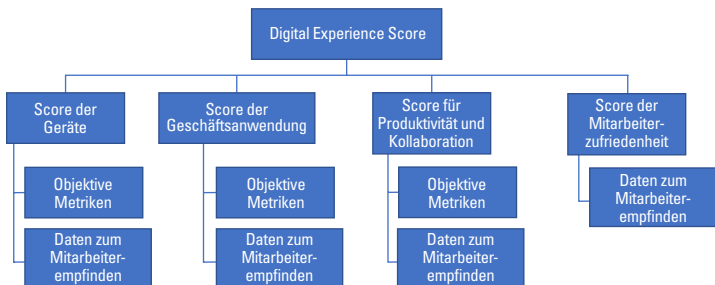 Digital Experience Score
Score der
Geräte
Score der
Geschäftsanwendung
Score für
Produktivität und
Kollaboration
Score der
Mitarbeiter-
zufriedenheit
Objektive
Metriken
Objektive
Metriken
Objektive
Metriken
Daten zum
Mitarbeiter-
empfinden
Daten zum
Mitarbeiter-
empfinden
Daten zum
Mitarbeiter-
empfinden
Daten zum
Mitarbeiter-
empfinden